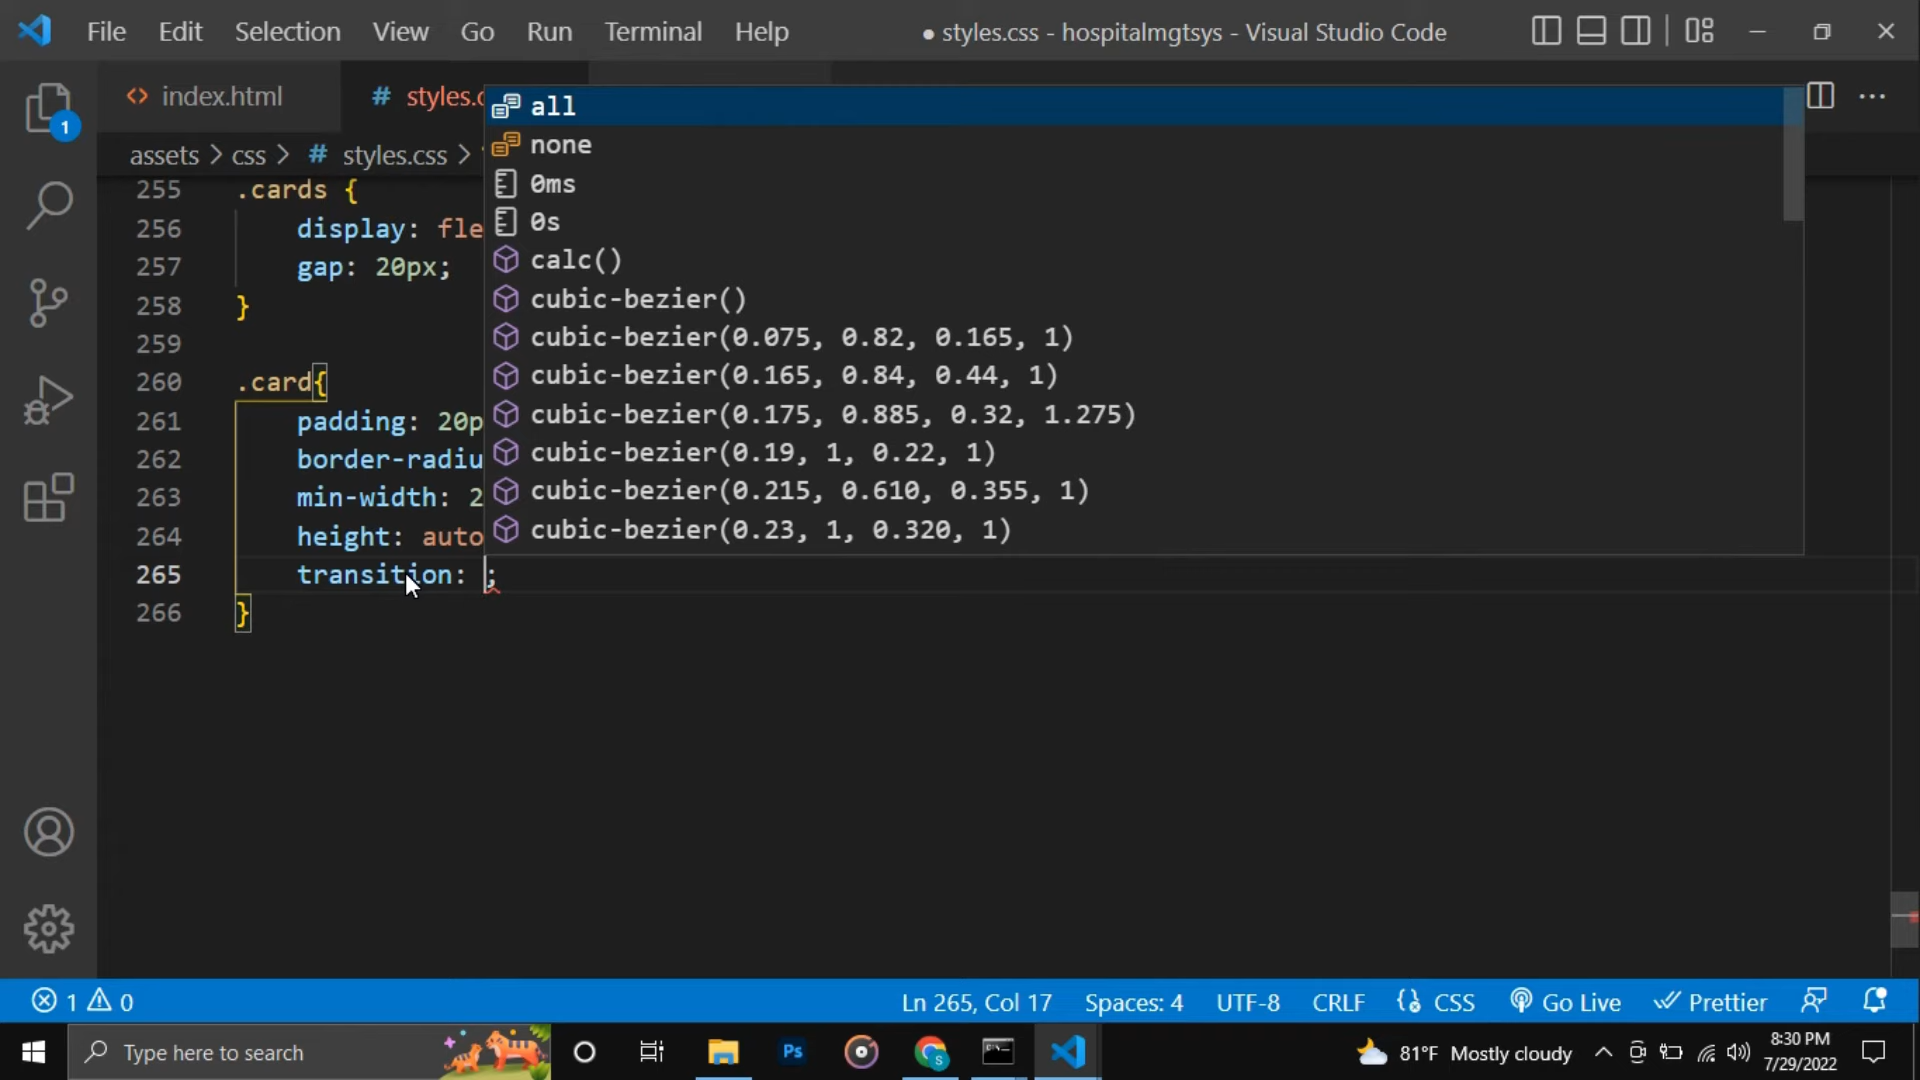 File Edit Selection View Go Run Terminal Help ● styles.css - hospitalmgtsys - Visual Studio Code
<> index.html # styles.c
1
assets > css > # styles.css >
all
none
0ms
0s
calc()
cubic-bezier()
cubic-bezier(0.075, 0.82, 0.165, 1)
cubic-bezier(0.165, 0.84, 0.44, 1)
cubic-bezier(0.175, 0.885, 0.32, 1.275)
cubic-bezier(0.19, 1, 0.22, 1)
cubic-bezier(0.215, 0.610, 0.355, 1)
cubic-bezier(0.23, 1, 0.320, 1)
255 .cards {
256 display: fle
257 gap: 20px;
258 }
259
260 .card{
261 padding: 20p
262 border-radiu
263 min-width: 2
264 height: auto
265 transition: ;
266 }
1 0 Ln 265, Col 17 Spaces: 4 UTF-8 CRLF CSS Go Live Prettier
Type here to search Ps 81°F Mostly cloudy 8:30 PM
7/29/2022